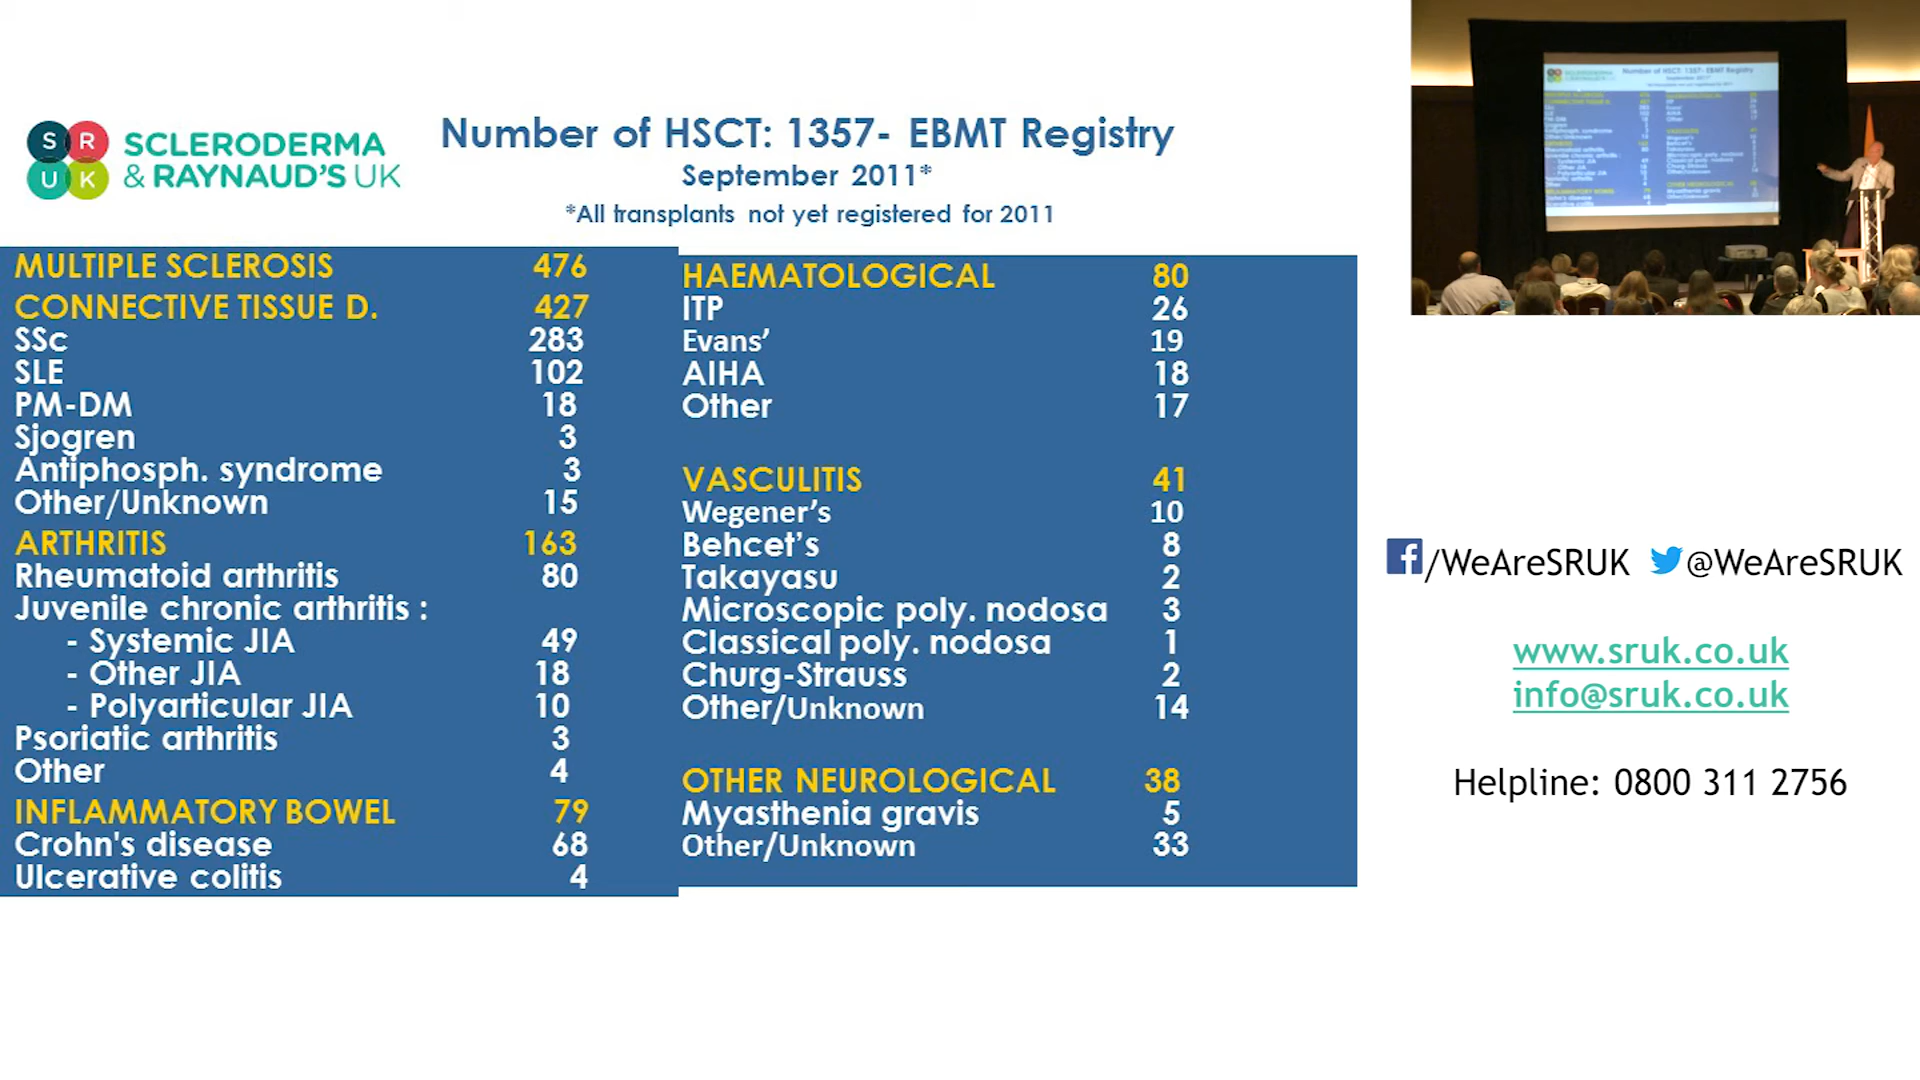 S R
U K
SCLERODERMA
& RAYNAUD'S UK
Number of HSCT: 1357- EBMT Registry
September 2011*
*All transplants not yet registered for 2011
MULTIPLE SCLEROSIS 476
CONNECTIVE TISSUE D. 427
SSc 283
SLE 102
PM-DM 18
Sjogren 3
Antiphosph. syndrome 3
Other/Unknown 15
ARTHRITIS 163
Rheumatoid arthritis 80
Juvenile chronic arthritis :
- Systemic JIA 49
- Other JIA 18
- Polyarticular JIA 10
Psoriatic arthritis 3
Other 4
INFLAMMATORY BOWEL 79
Crohn's disease 68
Ulcerative colitis 4
HAEMATOLOGICAL 80
ITP 26
Evans’ 19
AIHA 18
Other 17
VASCULITIS 41
Wegener’s 10
Behcet’s 8
Takayasu 2
Microscopic poly. nodosa 3
Classical poly. nodosa 1
Churg-Strauss 2
Other/Unknown 14
OTHER NEUROLOGICAL 38
Myasthenia gravis 5
Other/Unknown 33
/WeAreSRUK @WeAreSRUK
www.sruk.co.uk
info@sruk.co.uk
Helpline: 0800 311 2756